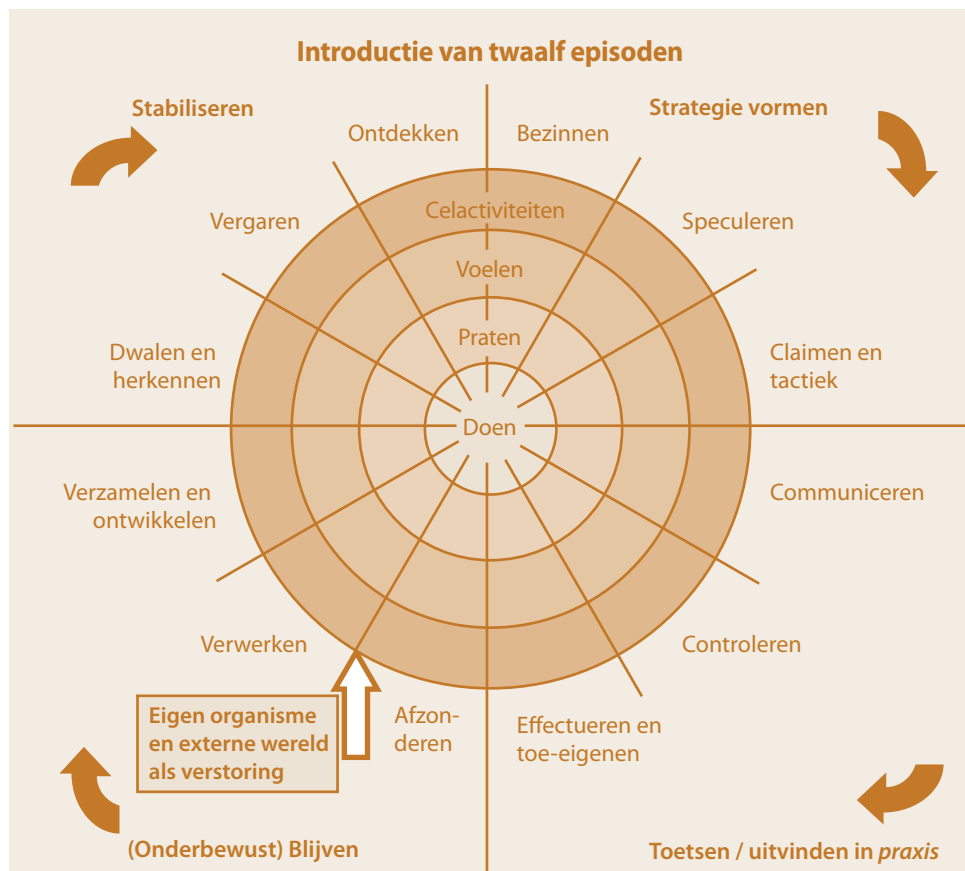 Introductie van twaalf episoden
Stabiliseren
Strategie vormen
Ontdekken
Bezinnen
Vergaren
Celactiviteiten
Speculeren
Voelen
Praten
Dwalen en
herkennen
Claimen en
tactiek
Doen
Verzamelen en
ontwikkelen
Communiceren
Verwerken
Controleren
Eigen organisme
en externe wereld
als verstoring
Afzon-
deren
Effectueren en
toe-eigenen
(Onderbewust) Blijven
Toetsen / uitvinden in praxis